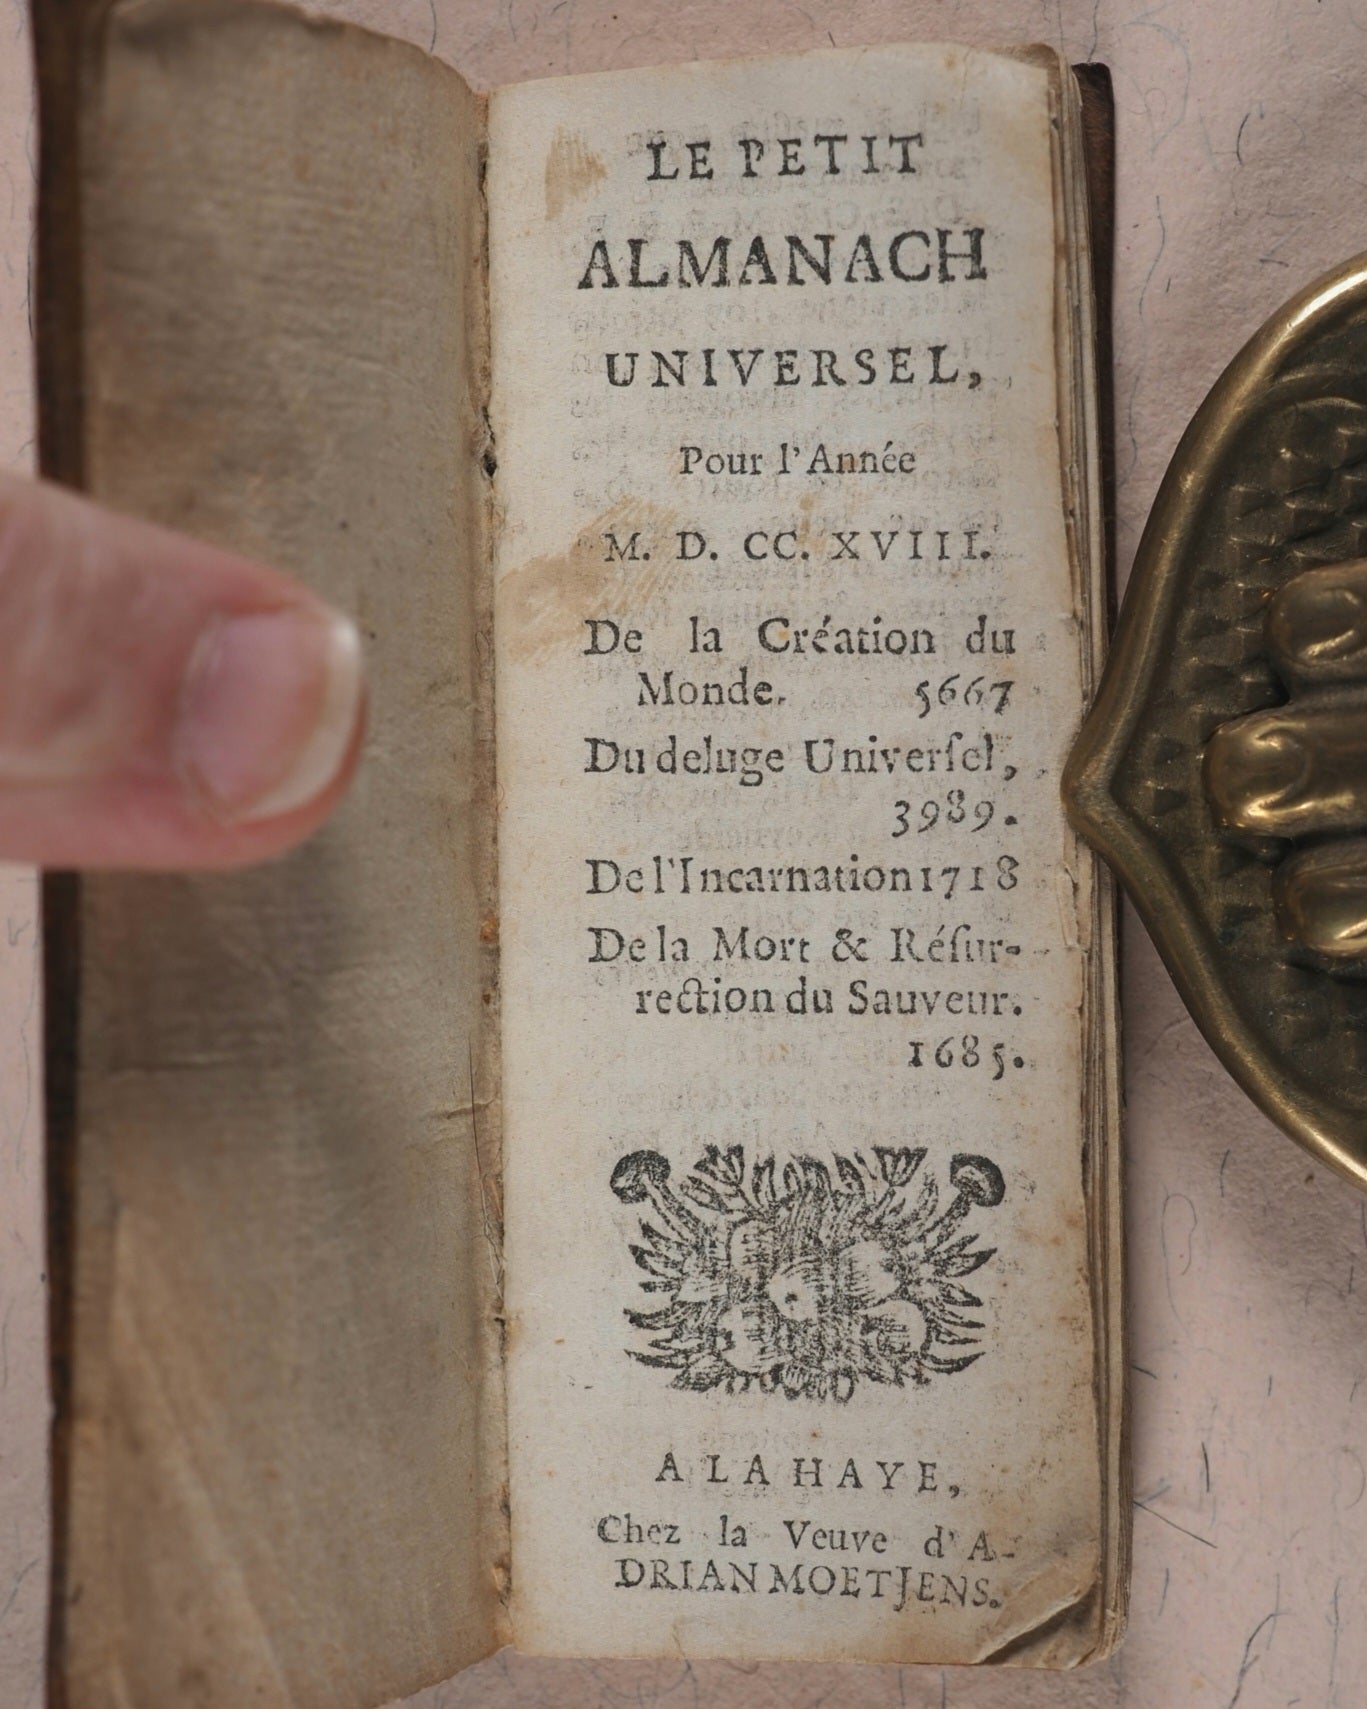 LE PETIT
ALMANACH
UNIVERSEL,
Pour l'Année
M. D. CC. XVIII.
De la Création du
Monde. 5667
Du deluge Univerſel,
3989.
De l'Incarnation 1718
De la Mort & Réſur-
rection du Sauveur.
1685.
A LA HAYE,
Chez la Veuve d'A-
DRIAN MOETJENS.